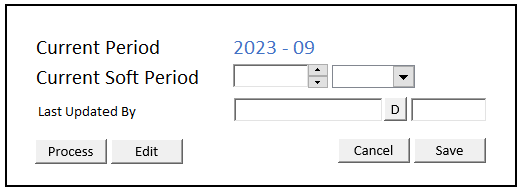 Current Period 2023 - 09
Current Soft Period
Last Updated By D
Process Edit Cancel Save